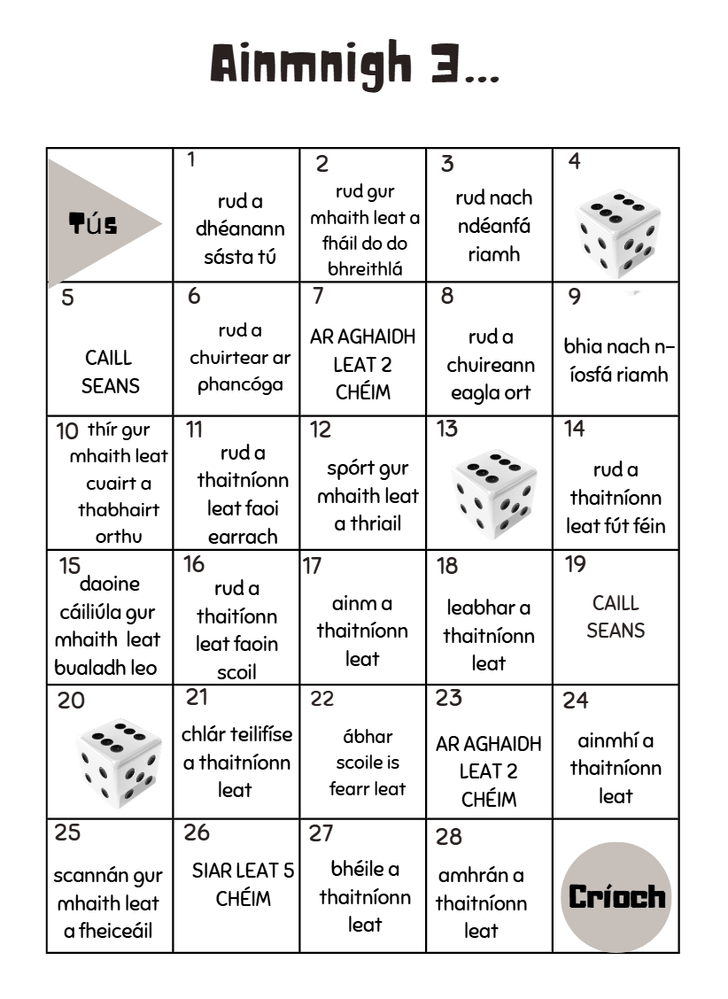 Ainmnigh 3...
Tús
1
rud a
dhéanann
sásta tú
2
rud gur
mhaith leat a
fháil do do
bhreithlá
3
rud nach
ndéanfá
riamh
4
5
CAILL
SEANS
6
rud a
chuirtear ar
phancóga
7
AR AGHAIDH
LEAT 2
CHÉIM
8
rud a
chuireann
eagla ort
9
bhia nach n-
íosfá riamh
10 thír gur
mhaith leat
cuairt a
thabhairt
orthu
11
rud a
thaitníonn
leat faoi
earrach
12
spórt gur
mhaith leat
a thriail
13
14
rud a
thaitníonn
leat fút féin
15
daoine
cáiliúla gur
mhaith leat
bualadh leo
16
rud a
thaitíonn
leat faoin
scoil
17
ainm a
thaitníonn
leat
18
leabhar a
thaitníonn
leat
19
CAILL
SEANS
20
21
chlár teilifíse
a thaitníonn
leat
22
ábhar
scoile is
fearr leat
23
AR AGHAIDH
LEAT 2
CHÉIM
24
ainmhí a
thaitníonn
leat
25
scannán gur
mhaith leat
a fheiceáil
26
SIAR LEAT 5
CHÉIM
27
bhéile a
thaitníonn
leat
28
amhrán a
thaitníonn
leat
Críoch